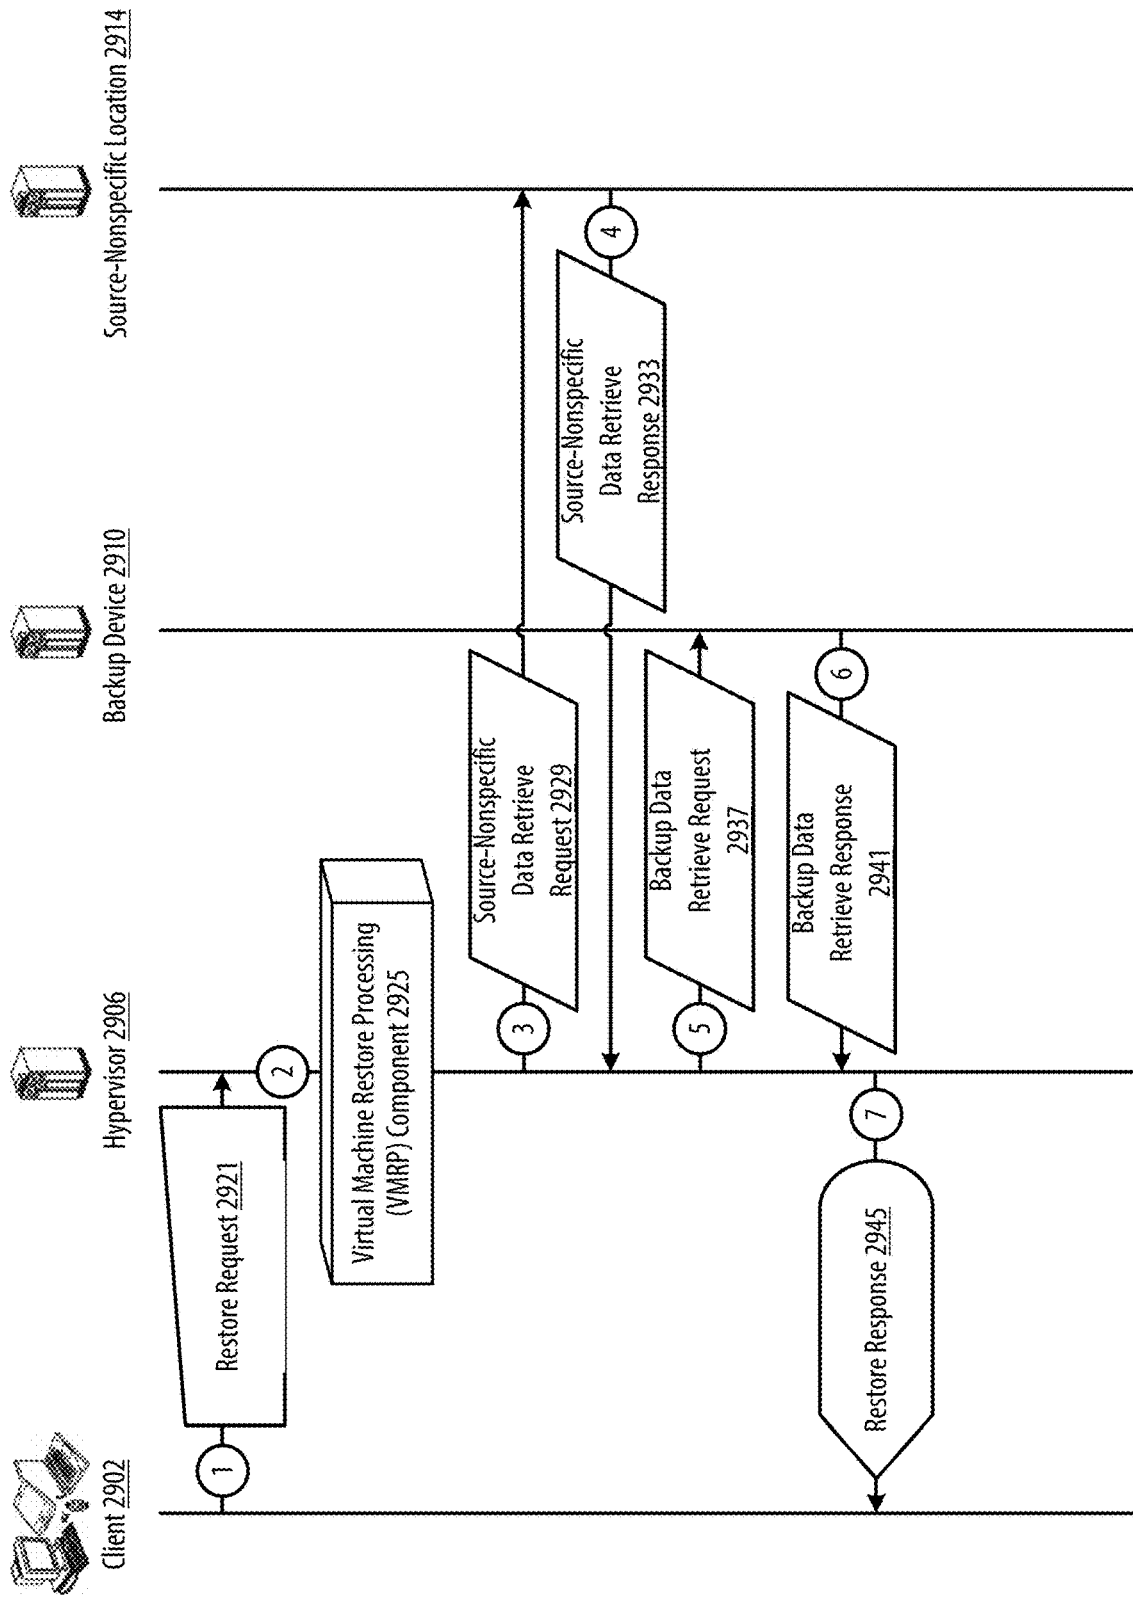 Client 2902
Hypervisor 2906
Backup Device 2910
Source-Nonspecific Location 2914
1
Restore Request 2921
2
Virtual Machine Restore Processing
(VMRP) Component 2925
3
Source-Nonspecific
Data Retrieve
Request 2929
4
Source-Nonspecific
Data Retrieve
Response 2933
5
Backup Data
Retrieve Request
2937
6
Backup Data
Retrieve Response
2941
7
Restore Response 2945